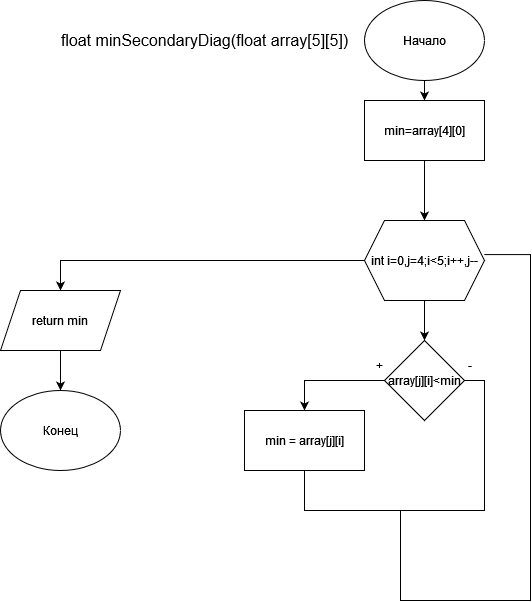 float minSecondaryDiag(float array[5][5])
Начало
min=array[4][0]
int i=0,j=4;i<5;i++,j--
return min
+
-
array[j][i]<min
Конец
min = array[j][i]